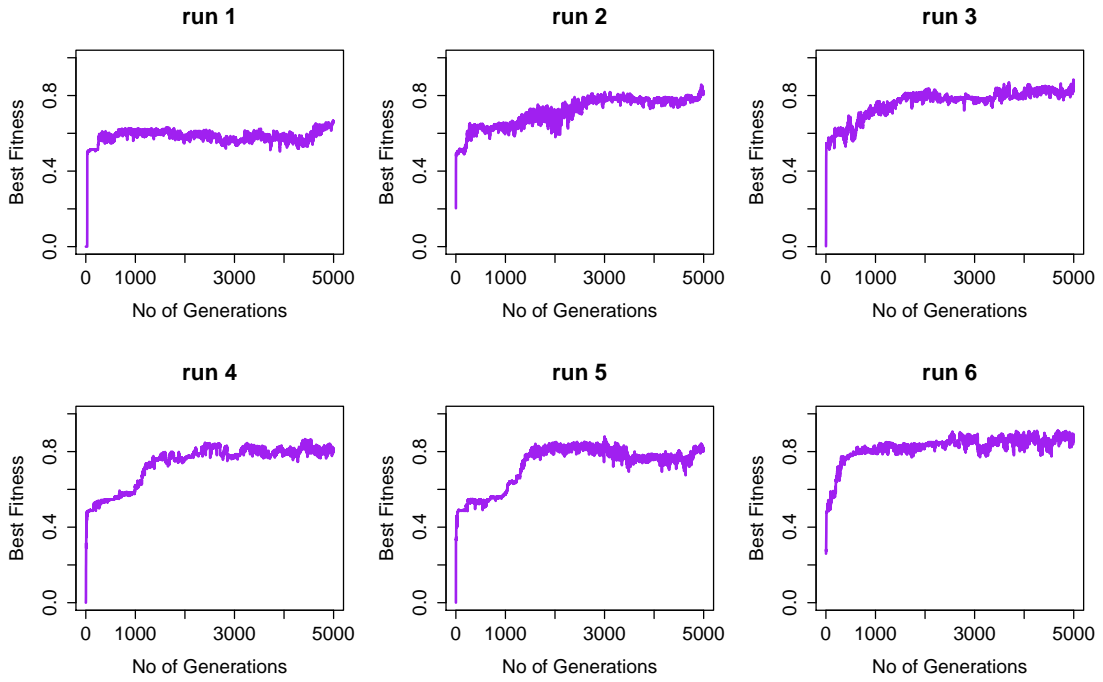 run 1
Best Fitness
0.0 0.4 0.8
0 1000 3000 5000
No of Generations
run 2
Best Fitness
0.0 0.4 0.8
0 1000 3000 5000
No of Generations
run 3
Best Fitness
0.0 0.4 0.8
0 1000 3000 5000
No of Generations
run 4
Best Fitness
0.0 0.4 0.8
0 1000 3000 5000
No of Generations
run 5
Best Fitness
0.0 0.4 0.8
0 1000 3000 5000
No of Generations
run 6
Best Fitness
0.0 0.4 0.8
0 1000 3000 5000
No of Generations